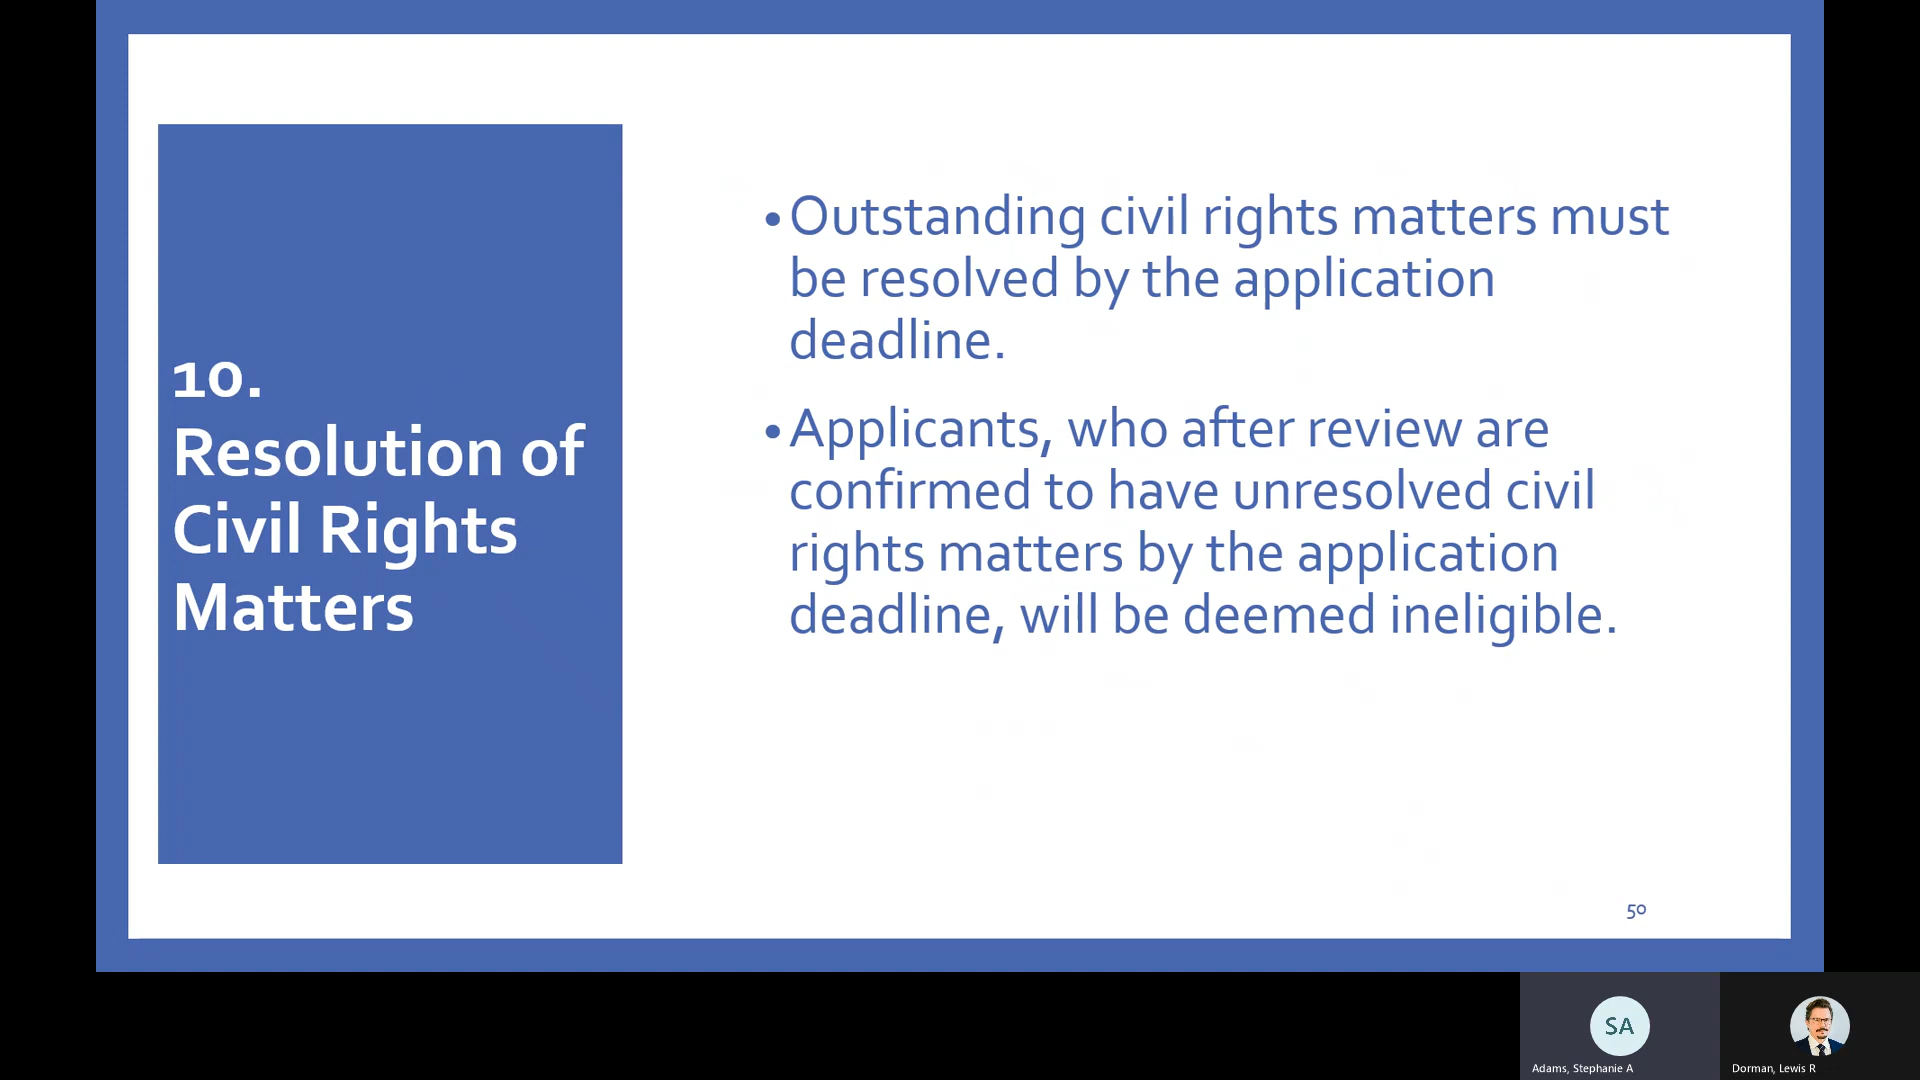 10.
Resolution of
Civil Rights
Matters
•Outstanding civil rights matters must
be resolved by the application
deadline.
•Applicants, who after review are
confirmed to have unresolved civil
rights matters by the application
deadline, will be deemed ineligible.
50
SA
Adams, Stephanie A
Dorman, Lewis R